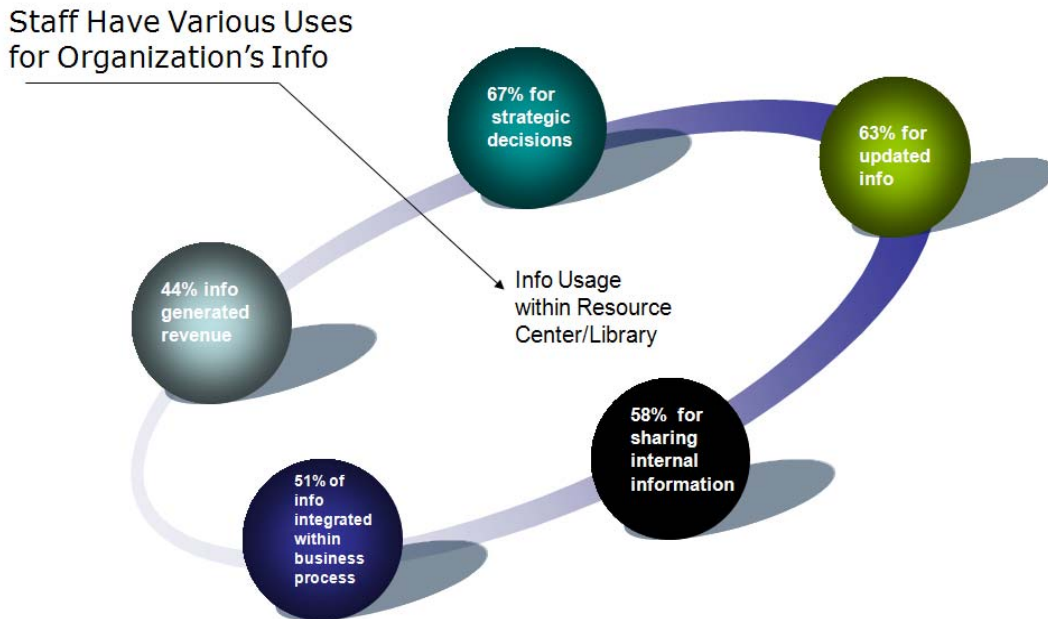 Staff Have Various Uses
for Organization's Info
67% for
strategic
decisions
63% for
updated
info
44% info
generated
revenue
Info Usage
within Resource
Center/Library
58% for
sharing
internal
information
51% of
info
integrated
within
business
process